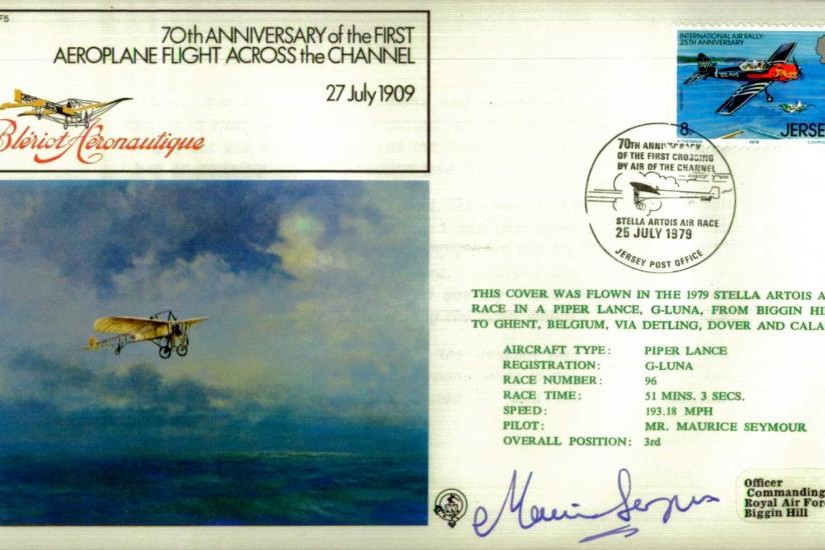 F5
70th ANNIVERSARY of the FIRST
AEROPLANE FLIGHT ACROSS the CHANNEL
27 July 1909
Blériot Aéronautique
INTERNATIONAL AIR RALLY:
25TH ANNIVERSARY
8
JERSEY
1979
70TH ANNIVERSARY
OF THE FIRST CROSSING
BY AIR OF THE CHANNEL
STELLA ARTOIS AIR RACE
25 JULY 1979
JERSEY POST OFFICE
THIS COVER WAS FLOWN IN THE 1979 STELLA ARTOIS A
RACE IN A PIPER LANCE, G-LUNA, FROM BIGGIN HI
TO GHENT, BELGIUM, VIA DETLING, DOVER AND CALA
AIRCRAFT TYPE: PIPER LANCE
REGISTRATION: G-LUNA
RACE NUMBER: 96
RACE TIME: 51 MINS. 3 SECS.
SPEED: 193.18 MPH
PILOT: MR. MAURICE SEYMOUR
OVERALL POSITION: 3rd
Officer
Commanding
Royal Air For
Biggin Hill